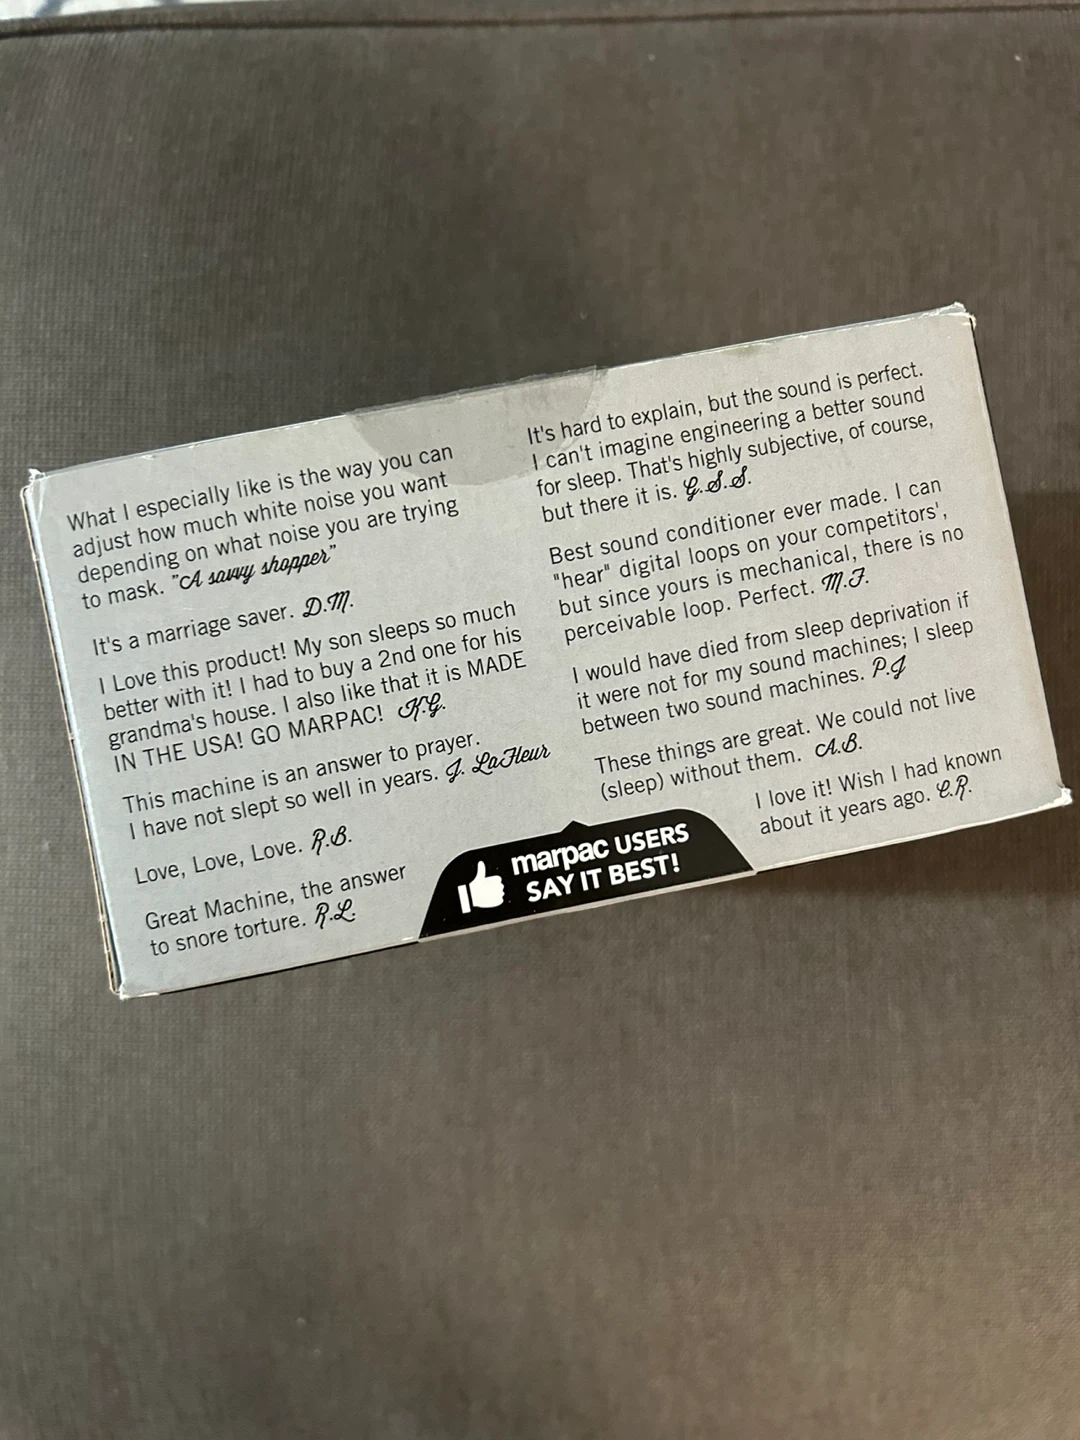 What I especially like is the way you can
adjust how much white noise you want
depending on what noise you are trying
to mask. "A savvy shopper"
It's a marriage saver. D.M.
I Love this product! My son sleeps so much
better with it! I had to buy a 2nd one for his
grandma's house. I also like that it is MADE
IN THE USA! GO MARPAC! K.G.
This machine is an answer to prayer.
I have not slept so well in years. J. LaFleur
Love, Love, Love. R.B.
Great Machine, the answer
to snore torture. R.L.
It's hard to explain, but the sound is perfect.
I can't imagine engineering a better sound
for sleep. That's highly subjective, of course,
but there it is. G.S.S.
Best sound conditioner ever made. I can
"hear" digital loops on your competitors',
but since yours is mechanical, there is no
perceivable loop. Perfect. M.F.
I would have died from sleep deprivation if
it were not for my sound machines; I sleep
between two sound machines. P.J
These things are great. We could not live
(sleep) without them. A.B.
I love it! Wish I had known
about it years ago. C.R.
marpac USERS
SAY IT BEST!